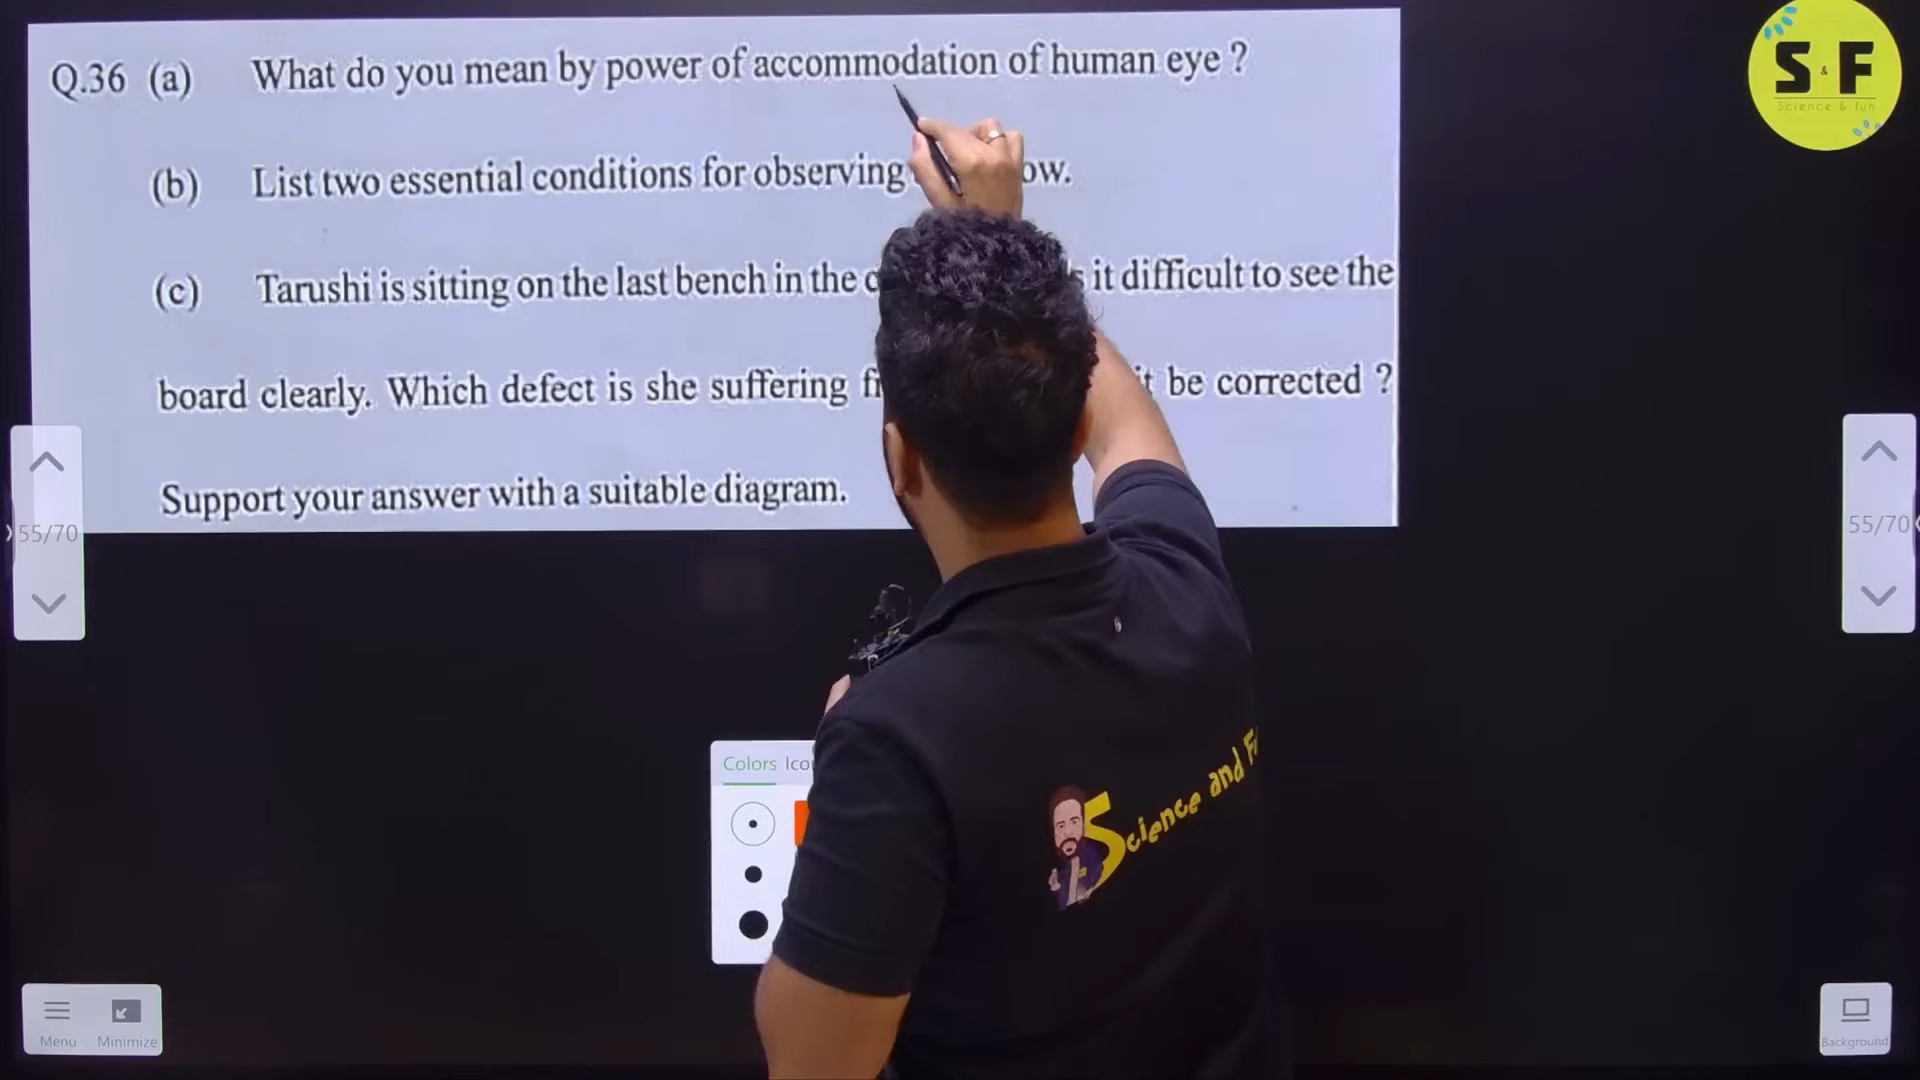 Q.36 (a) What do you mean by power of accommodation of human eye ?
(b) List two essential conditions for observing
(c) Tarushi is sitting on the last bench in the it difficult to see the
board clearly. Which defect is she suffering be corrected ?
Support your answer with a suitable diagram.
S & F
Science & fun
55/70
55/70
Colors
Science and
Menu Minimize
Background